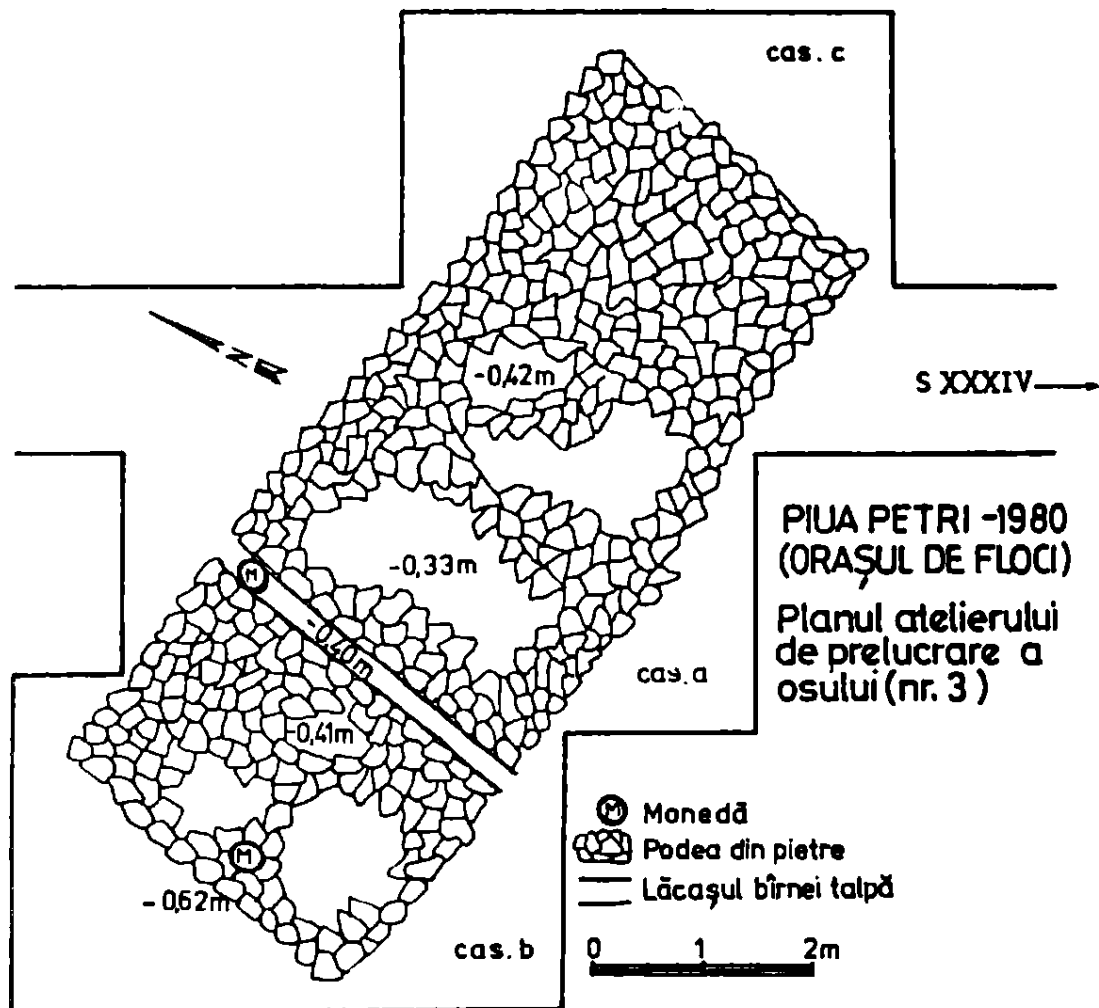 cas. c
N
-0,42m
S XXXIV
PIUA PETRI -1980
(ORAȘUL DE FLOCI)
-0,33m
M
Planul atelierului
de prelucrare a
osului (nr. 3)
-0,40m
cas. a
-0,41m
M Monedă
Podea din pietre
M
Lăcașul bîrnei talpă
-0,62m
cas. b
0 1 2m